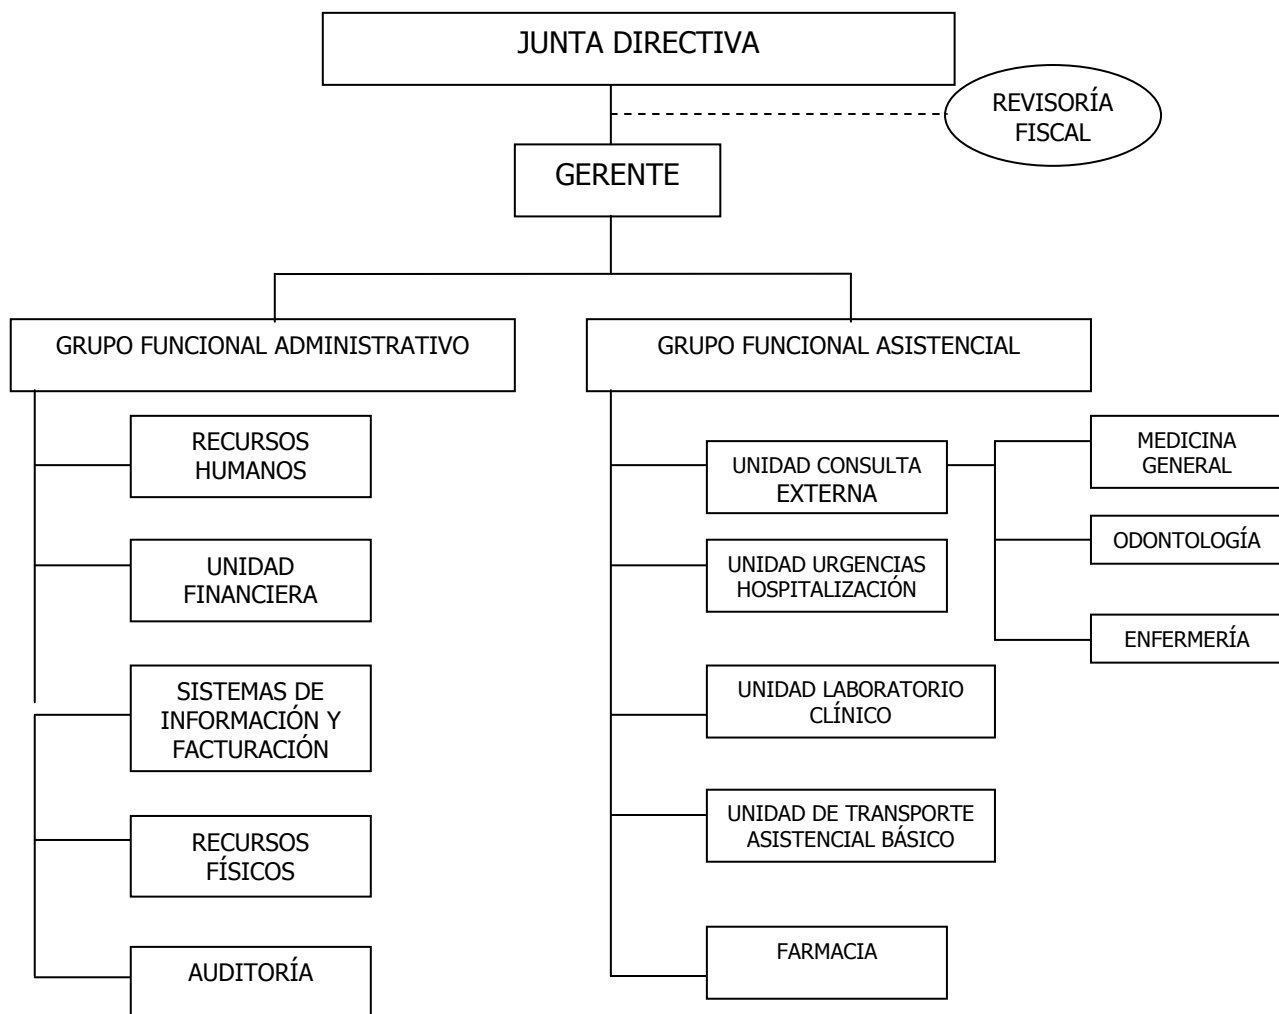 JUNTA DIRECTIVA
REVISORÍA
FISCAL
GERENTE
GRUPO FUNCIONAL ADMINISTRATIVO
GRUPO FUNCIONAL ASISTENCIAL
RECURSOS
HUMANOS
UNIDAD
FINANCIERA
SISTEMAS DE
INFORMACIÓN Y
FACTURACIÓN
RECURSOS
FÍSICOS
AUDITORÍA
UNIDAD CONSULTA
EXTERNA
UNIDAD URGENCIAS
HOSPITALIZACIÓN
UNIDAD LABORATORIO
CLÍNICO
UNIDAD DE TRANSPORTE
ASISTENCIAL BÁSICO
FARMACIA
MEDICINA
GENERAL
ODONTOLOGÍA
ENFERMERÍA